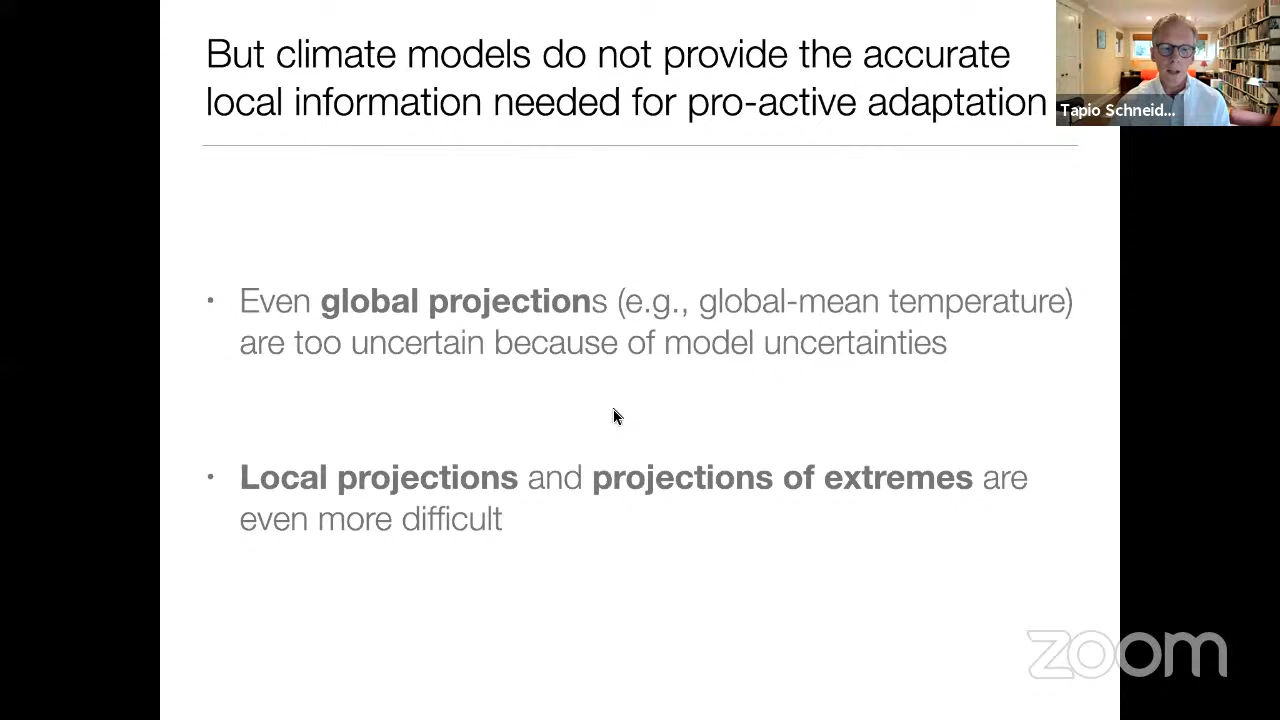 But climate models do not provide the accurate
local information needed for pro-active adaptation
Tapio Schneid...
• Even global projections (e.g., global-mean temperature)
are too uncertain because of model uncertainties
• Local projections and projections of extremes are
even more difficult
zoom